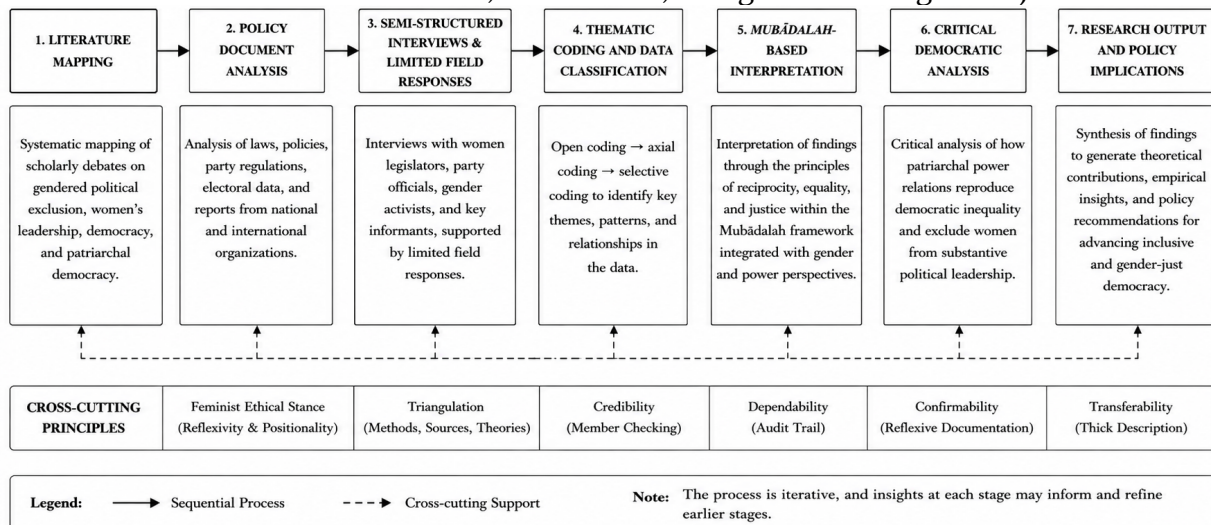 1. LITERATURE
MAPPING
2. POLICY
DOCUMENT
ANALYSIS
3. SEMI-STRUCTURED
INTERVIEWS &
LIMITED FIELD
RESPONSES
4. THEMATIC
CODING AND DATA
CLASSIFICATION
5. MUBĀDALAH-
BASED
INTERPRETATION
6. CRITICAL
DEMOCRATIC
ANALYSIS
7. RESEARCH OUTPUT
AND POLICY
IMPLICATIONS
Systematic mapping of
scholarly debates on
gendered political
exclusion, women's
leadership, democracy,
and patriarchal
democracy.
Analysis of laws, policies,
party regulations,
electoral data, and
reports from national
and international
organizations.
Interviews with women
legislators, party
officials, gender
activists, and key
informants, supported
by limited field
responses.
Open coding → axial
coding → selective
coding to identify key
themes, patterns, and
relationships in
the data.
Interpretation of findings
through the principles
of reciprocity, equality,
and justice within the
Mubādalah framework
integrated with gender
and power perspectives.
Critical analysis of how
patriarchal power
relations reproduce
democratic inequality
and exclude women
from substantive
political leadership.
Synthesis of findings
to generate theoretical
contributions, empirical
insights, and policy
recommendations for
advancing inclusive
and gender-just
democracy.
CROSS-CUTTING
PRINCIPLES
Feminist Ethical Stance
(Reflexivity & Positionality)
Triangulation
(Methods, Sources, Theories)
Credibility
(Member Checking)
Dependability
(Audit Trail)
Confirmability
(Reflexive Documentation)
Transferability
(Thick Description)
Legend:
Sequential Process
Cross-cutting Support
Note: The process is iterative, and insights at each stage may inform and refine
earlier stages.